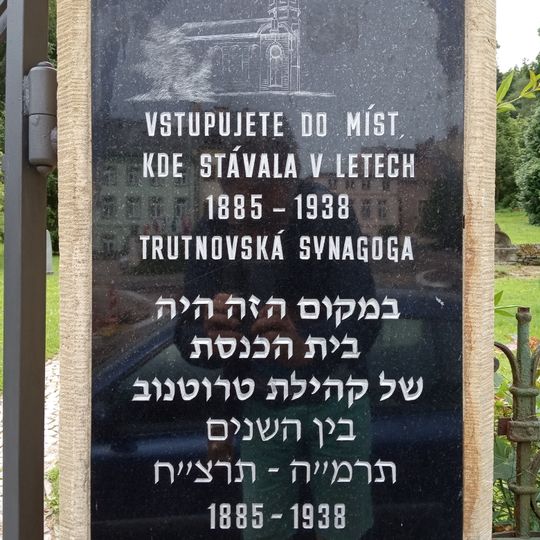 VSTUPUJETE DO MÍST,
KDE STÁVALA V LETECH
1885 – 1938
TRUTNOVSKÁ SYNAGOGA
במקום הזה היה
בית הכנסת
של קהילת טרוטנוב
בין השנים
תרמ״ה - תרצ״ח
1885-1938